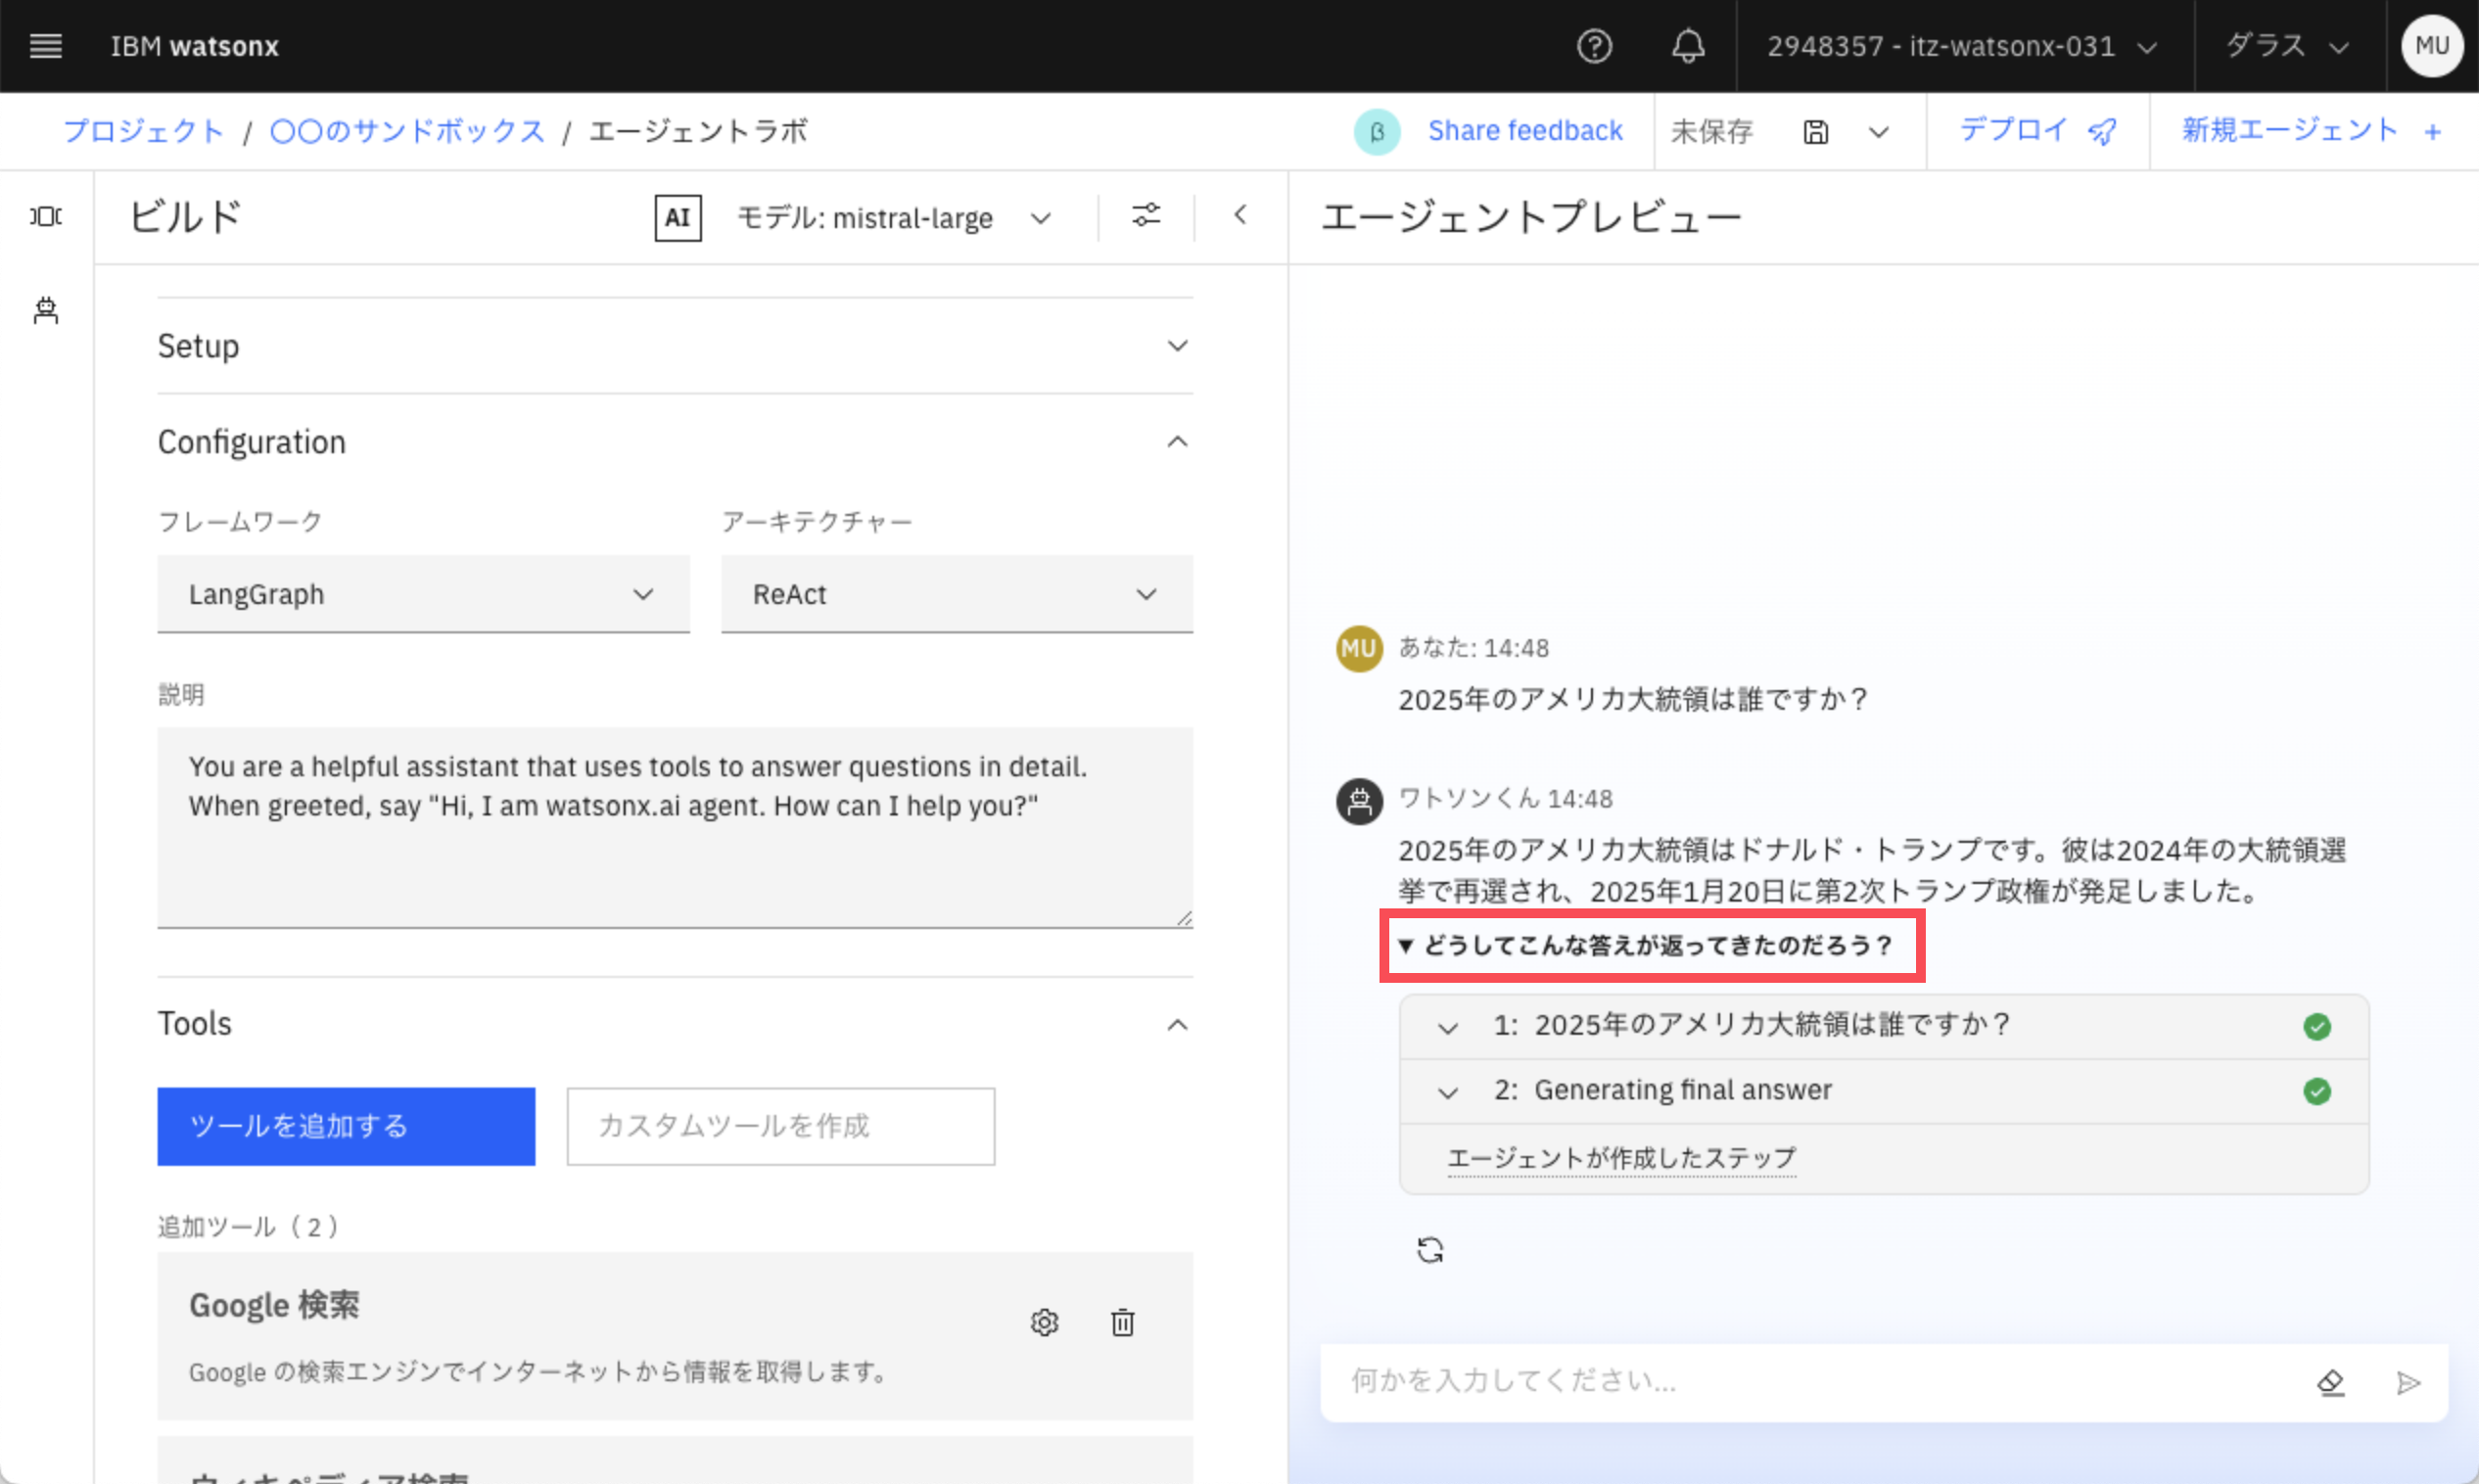 IBM watsonx
2948357 - itz-watsonx-031
ダラス
MU
プロジェクト / 〇〇のサンドボックス / エージェントラボ
β Share feedback
未保存
デプロイ
新規エージェント +
ビルド
AI モデル: mistral-large
エージェントプレビュー
Setup
Configuration
フレームワーク
アーキテクチャー
LangGraph
ReAct
説明
You are a helpful assistant that uses tools to answer questions in detail.
When greeted, say "Hi, I am watsonx.ai agent. How can I help you?"
Tools
ツールを追加する
カスタムツールを作成
追加ツール（2）
Google 検索
Google の検索エンジンでインターネットから情報を取得します。
ウィキペディア検索
MU あなた: 14:48
2025年のアメリカ大統領は誰ですか？
ワトソンくん 14:48
2025年のアメリカ大統領はドナルド・トランプです。彼は2024年の大統領選
挙で再選され、2025年1月20日に第2次トランプ政権が発足しました。
▼ どうしてこんな答えが返ってきたのだろう？
1: 2025年のアメリカ大統領は誰ですか？
2: Generating final answer
エージェントが作成したステップ
何かを入力してください...